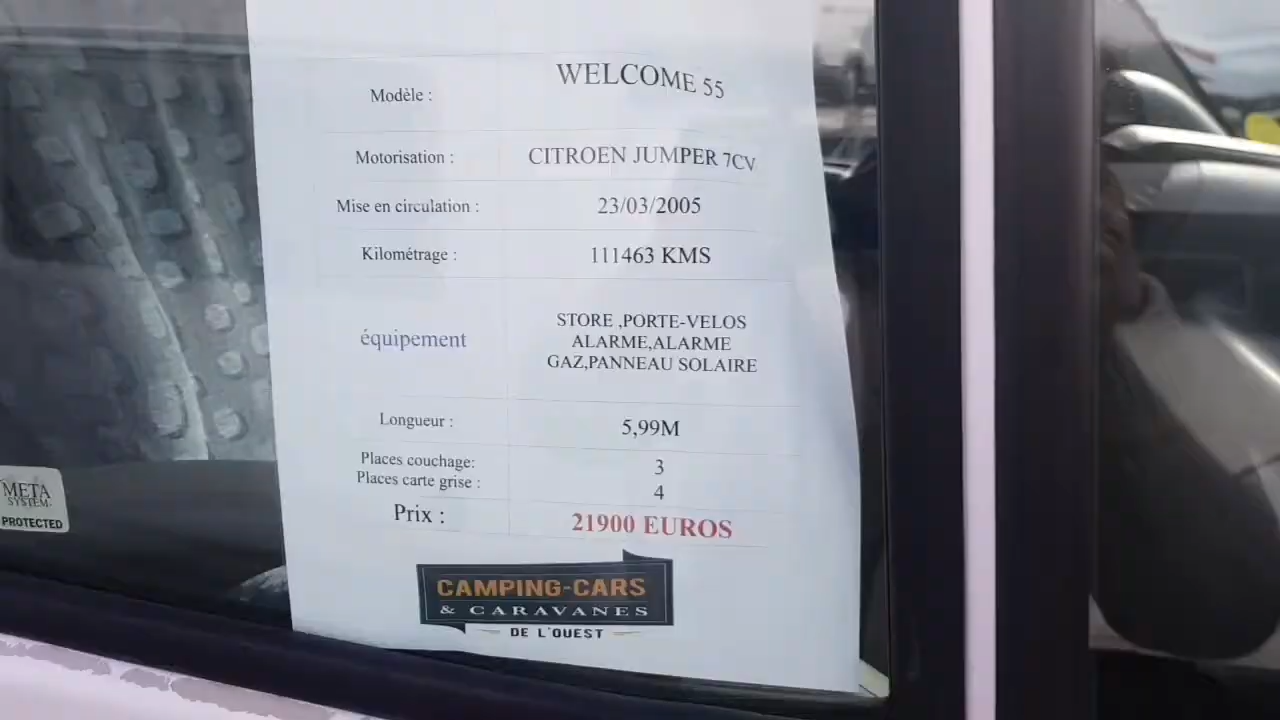 Modèle : WELCOME 55
Motorisation : CITROEN JUMPER 7CV
Mise en circulation : 23/03/2005
Kilométrage : 111463 KMS
équipement STORE ,PORTE-VELOS
ALARME,ALARME
GAZ,PANNEAU SOLAIRE
Longueur : 5,99M
Places couchage: 3
Places carte grise : 4
Prix : 21900 EUROS
CAMPING-CARS
& CARAVANES
DE L'OUEST
META
SYSTEM
PROTECTED